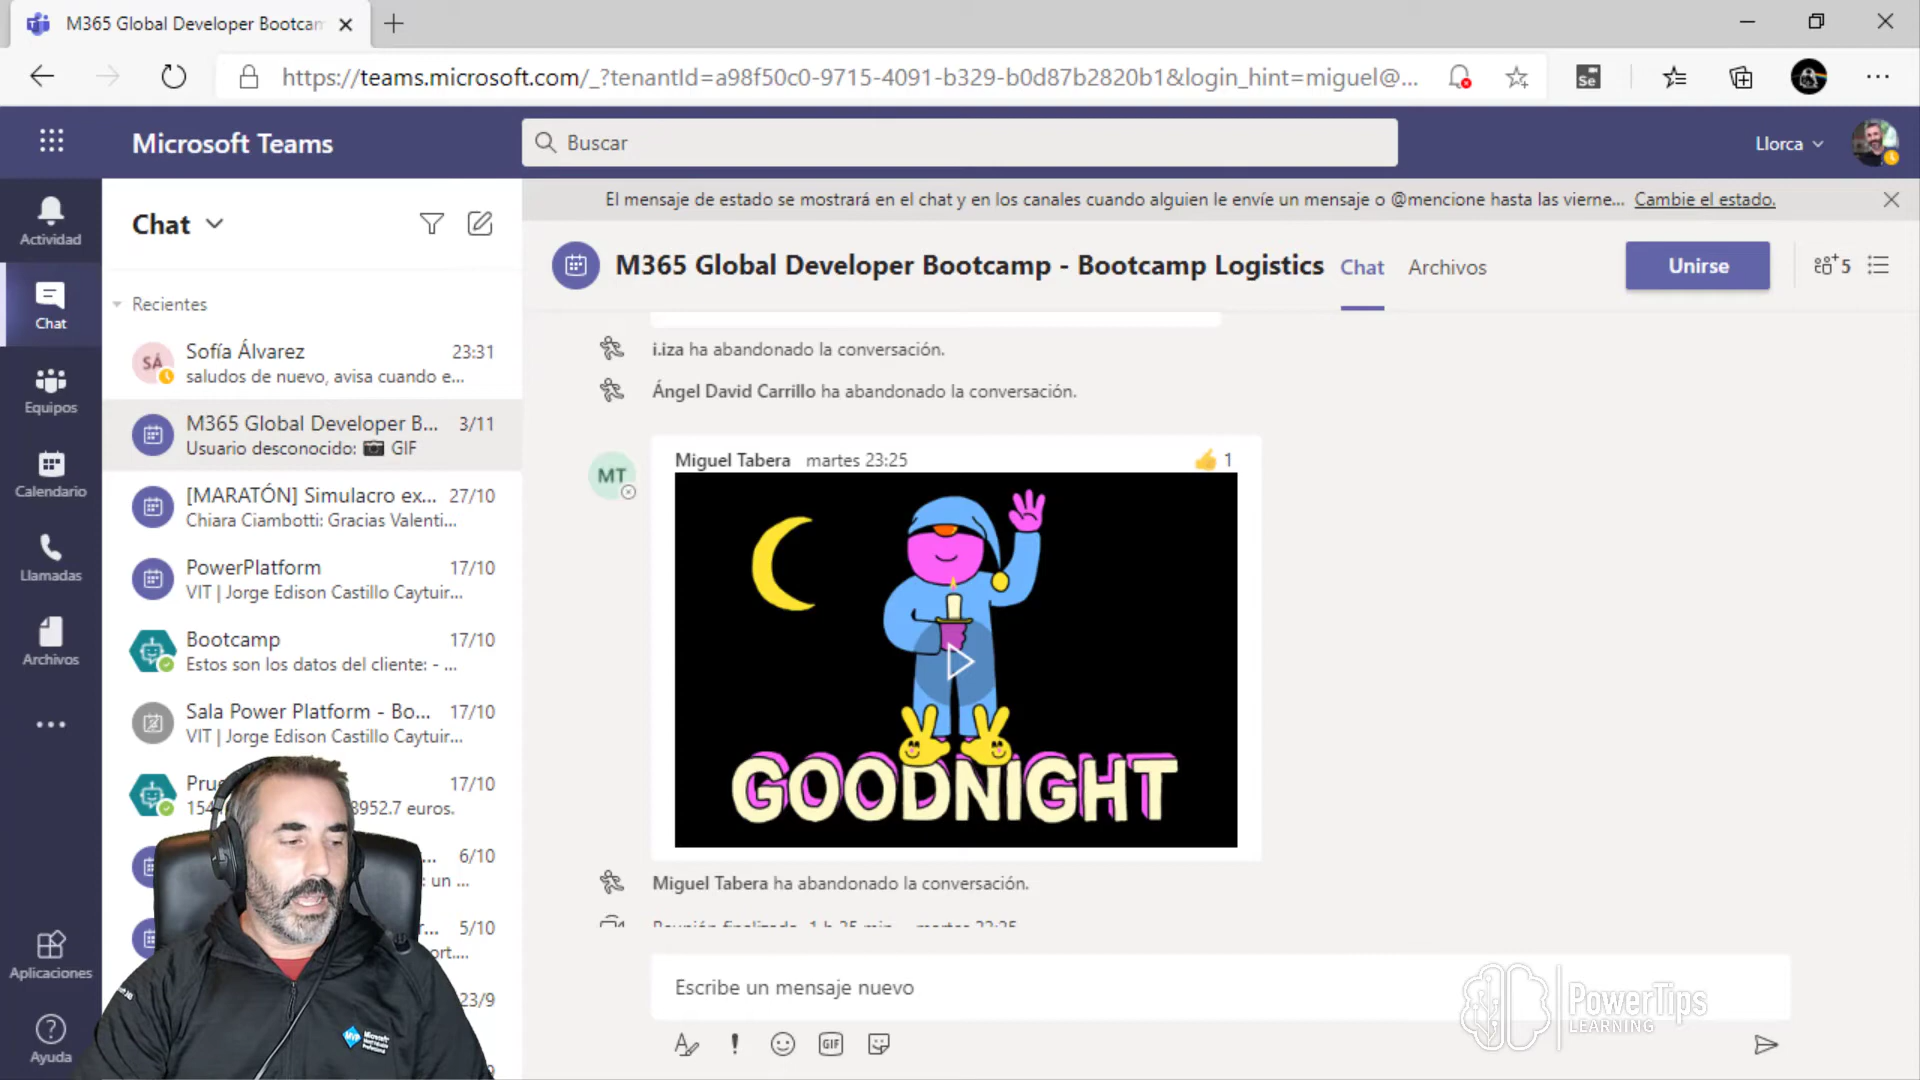 M365 Global Developer Bootcam
https://teams.microsoft.com/_?tenantId=a98f50c0-9715-4091-b329-b0d87b2820b1&login_hint=miguel@...
Se
Microsoft Teams
Buscar
Llorca
El mensaje de estado se mostrará en el chat y en los canales cuando alguien le envíe un mensaje o @mencione hasta las vierne... Cambie el estado.
Actividad
Chat
Equipos
Calendario
Llamadas
Archivos
Aplicaciones
Ayuda
Chat
Recientes
SÁ
Sofía Álvarez 23:31
saludos de nuevo, avisa cuando e...
M365 Global Developer B... 3/11
Usuario desconocido: GIF
[MARATÓN] Simulacro ex... 27/10
Chiara Ciambotti: Gracias Valenti...
PowerPlatform 17/10
VIT | Jorge Edison Castillo Caytuir...
Bootcamp 17/10
Estos son los datos del cliente: - ...
Sala Power Platform - Bo... 17/10
VIT | Jorge Edison Castillo Caytuir...
17/10
8952.7 euros.
... 6/10
: un ...
r... 5/10
ort....
23/9
M365 Global Developer Bootcamp - Bootcamp Logistics Chat Archivos
Unirse
5
i.iza ha abandonado la conversación.
Ángel David Carrillo ha abandonado la conversación.
MT
Miguel Tabera martes 23:25
1
GOODNIGHT
Miguel Tabera ha abandonado la conversación.
Escribe un mensaje nuevo
GIF
PowerTips
LEARNING
MVP